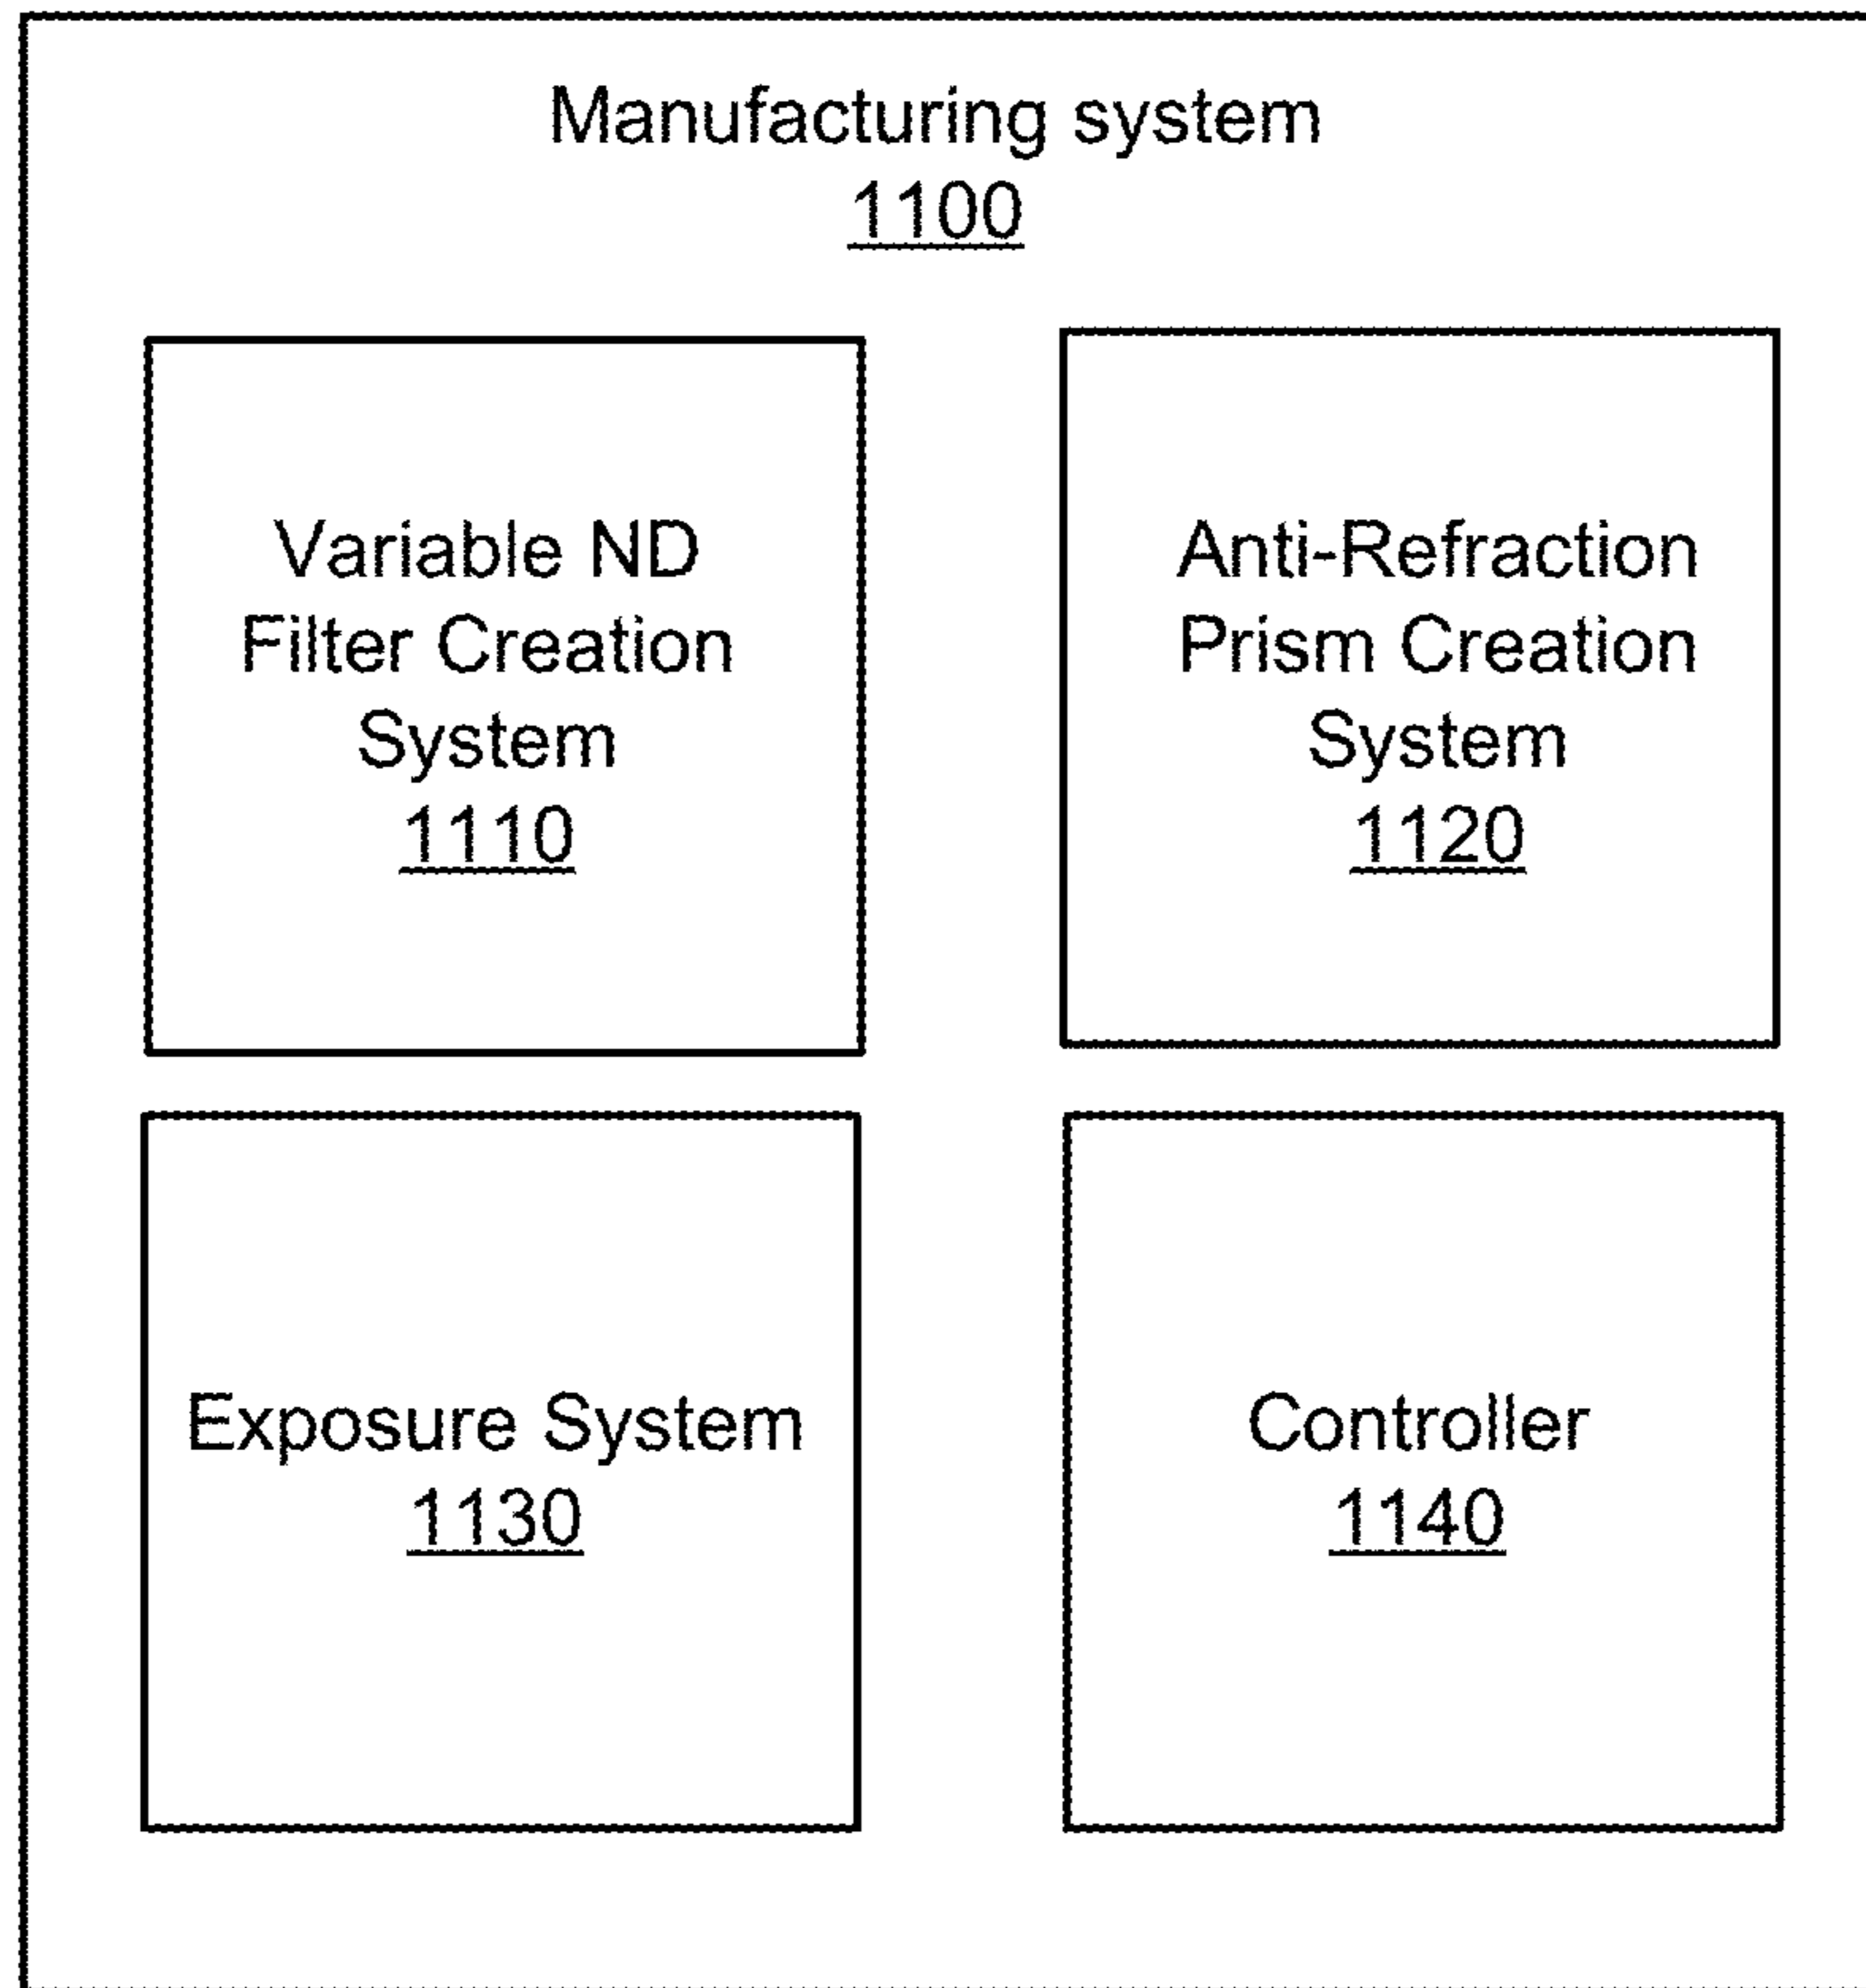 Manufacturing system
1100
Variable ND
Filter Creation
System
1110
Anti-Refraction
Prism Creation
System
1120
Exposure System
1130
Controller
1140